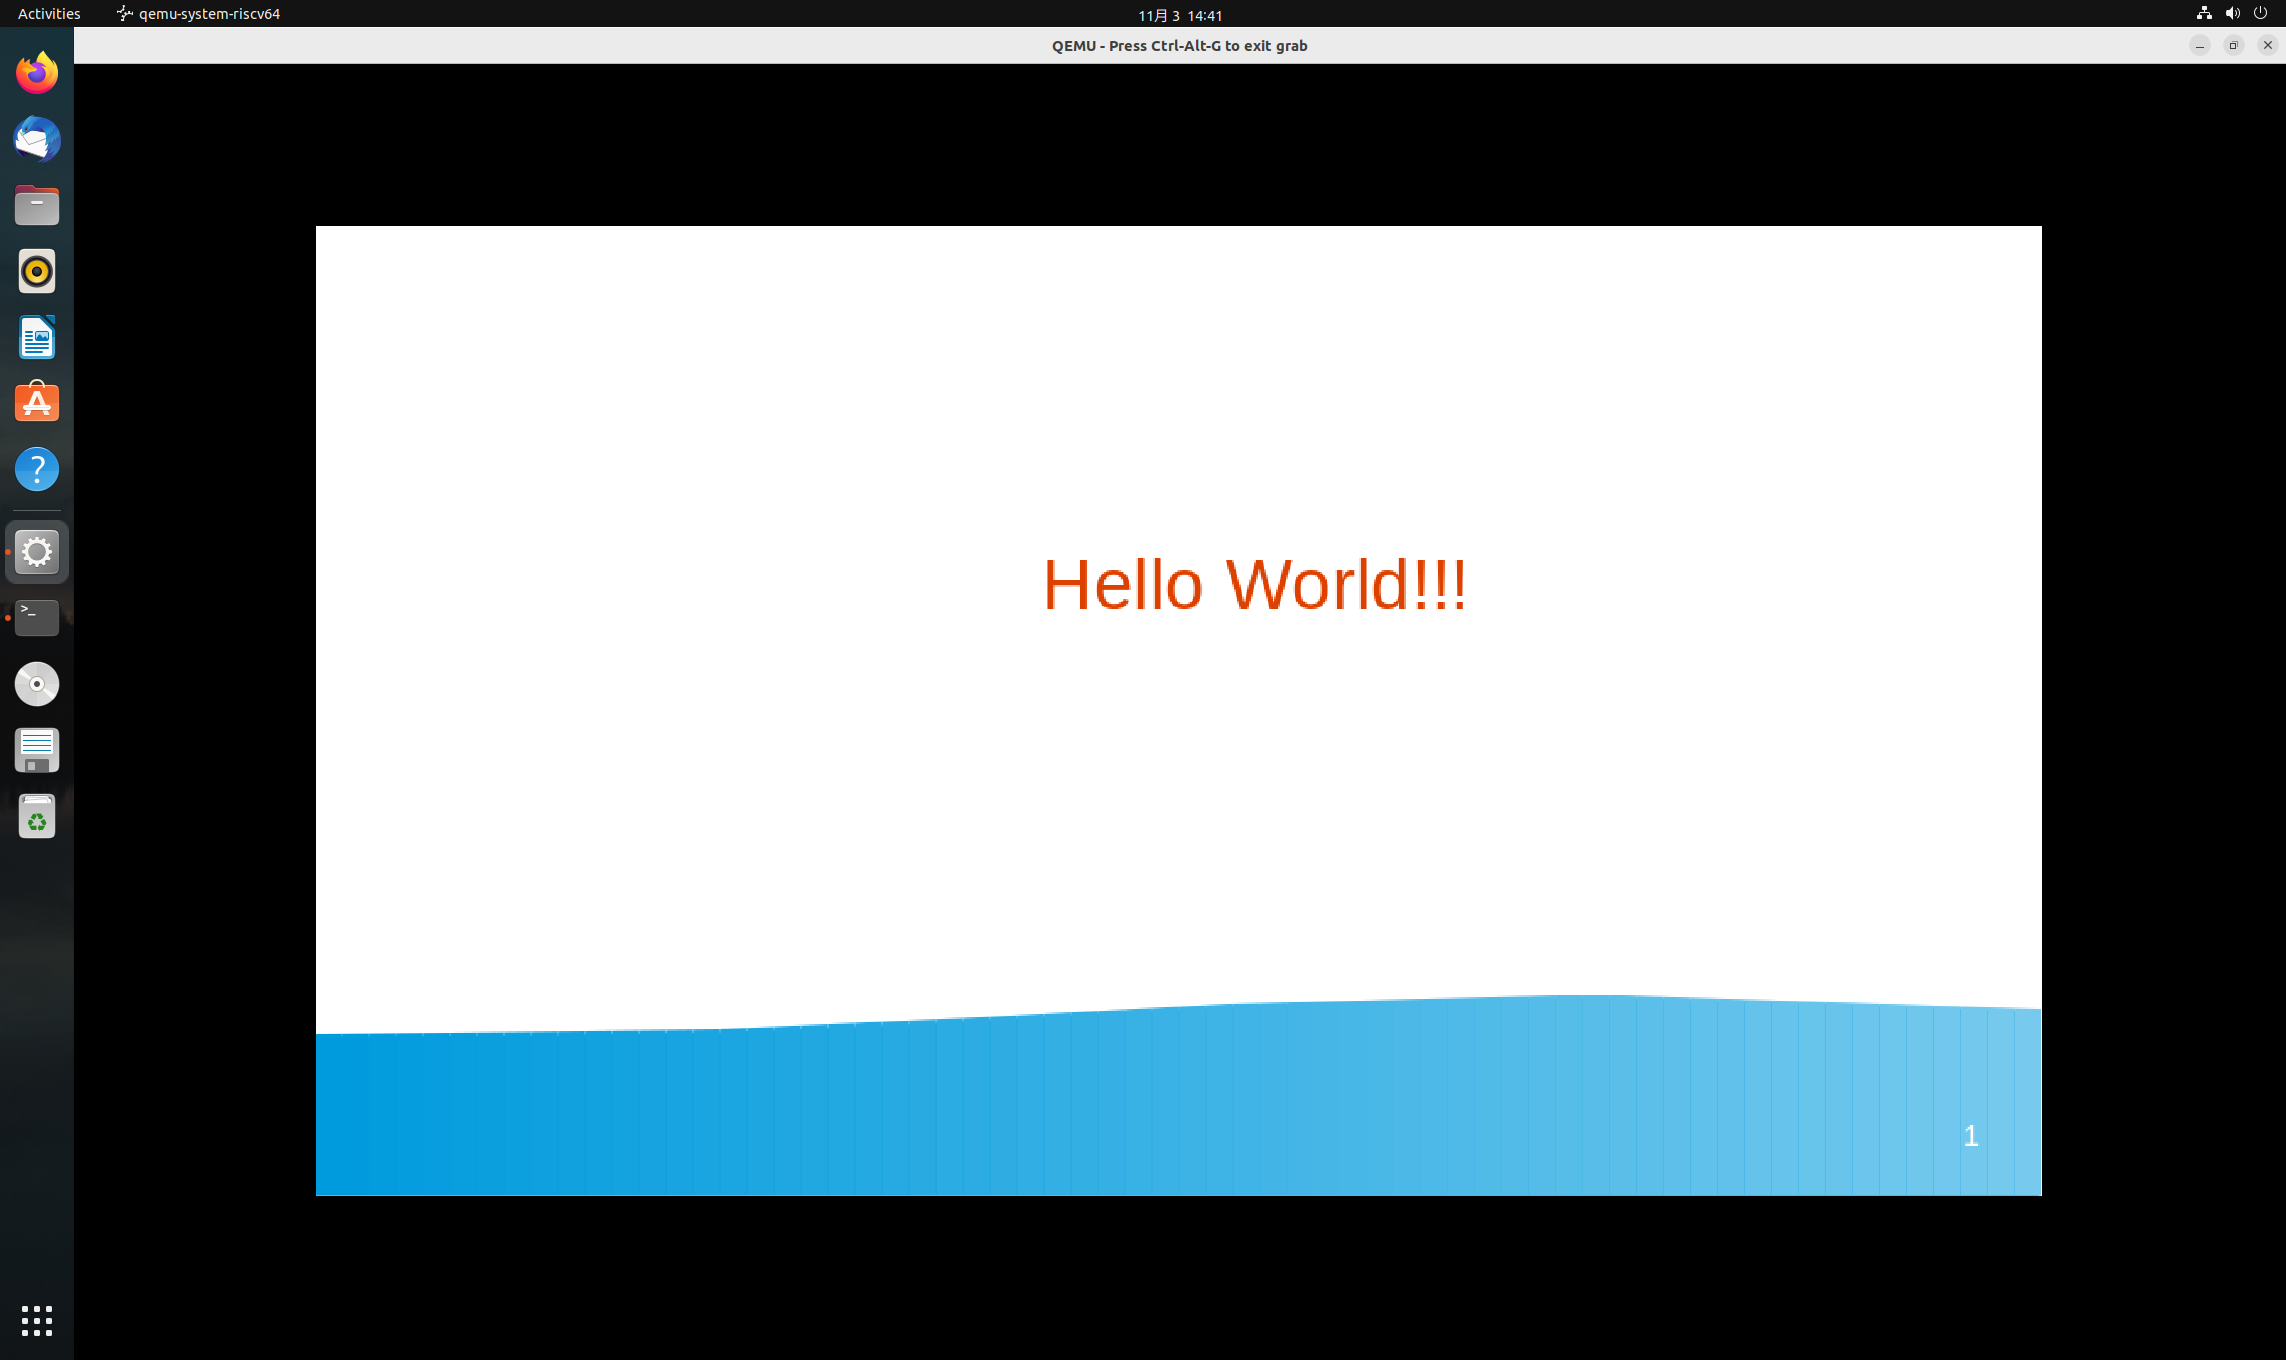 Activities
qemu-system-riscv64
11月 3 14:41
QEMU - Press Ctrl-Alt-G to exit grab
Hello World!!!
1